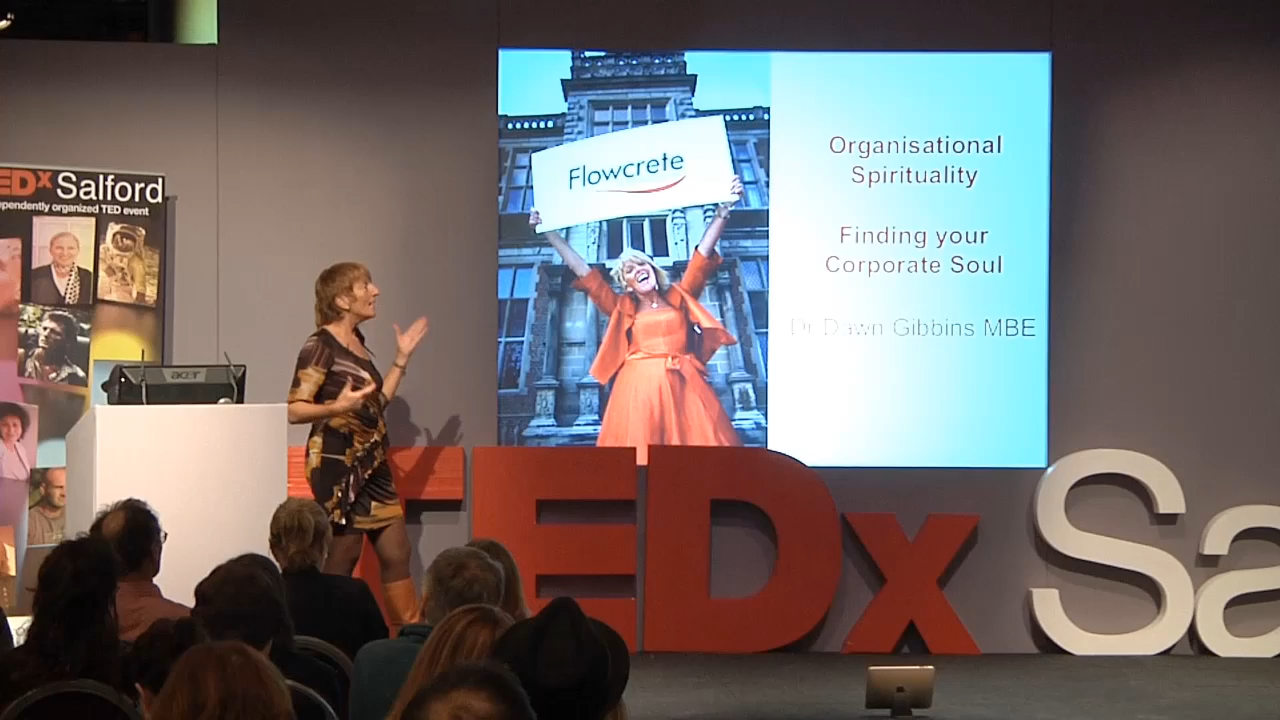 EDx Salford
ependently organized TED event
acer
Flowcrete
Organisational
Spirituality
Finding your
Corporate Soul
Dr Dawn Gibbins MBE
TEDx Sa